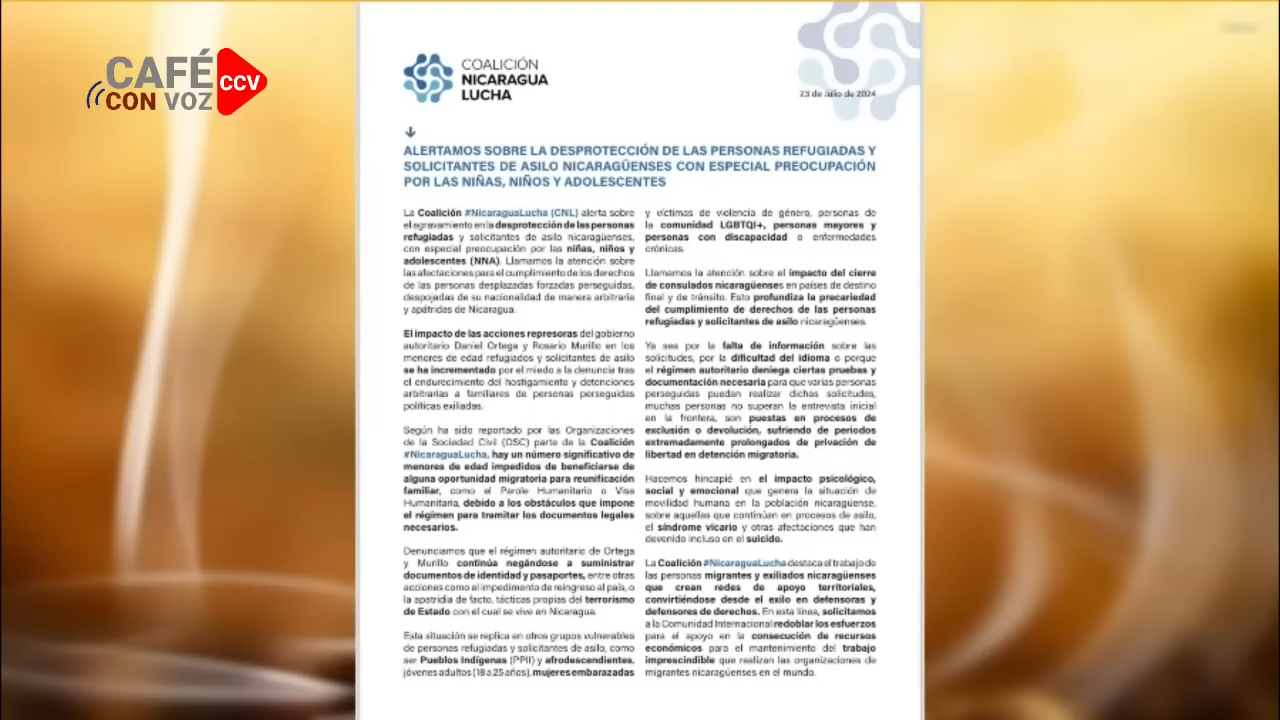 CAFÉ
CON VOZ
CCV
COALICIÓN
NICARAGUA
LUCHA
23 de Julio de 2024
ALERTAMOS SOBRE LA DESPROTECCIÓN DE LAS PERSONAS REFUGIADAS Y
SOLICITANTES DE ASILO NICARAGÜENSES CON ESPECIAL PREOCUPACIÓN
POR LAS NIÑAS, NIÑOS Y ADOLESCENTES
La Coalición #NicaraguaLucha (CNL) alerta sobre
el agravamiento en la desprotección de las personas
refugiadas y solicitantes de asilo nicaragüenses,
con especial preocupación por las niñas, niños y
adolescentes (NNA). Llamamos la atención sobre
las afectaciones para el cumplimiento de los derechos
de las personas desplazadas forzadas perseguidas,
despojadas de su nacionalidad de manera arbitraria
y apátridas de Nicaragua.
El impacto de las acciones represoras del gobierno
autoritario Daniel Ortega y Rosario Murillo en los
menores de edad refugiados y solicitantes de asilo
se ha incrementado por el miedo a la denuncia tras
el endurecimiento del hostigamiento y detenciones
arbitrarias a familiares de personas perseguidas
políticas exiliadas.
Según ha sido reportado por las Organizaciones
de la Sociedad Civil (OSC) parte de la Coalición
#NicaraguaLucha, hay un número significativo de
menores de edad impedidos de beneficiarse de
alguna oportunidad migratoria para reunificación
familiar, como el Parole Humanitario o Visa
Humanitaria, debido a los obstáculos que impone
el régimen para tramitar los documentos legales
necesarios.
Denunciamos que el régimen autoritario de Ortega
y Murillo continúa negándose a suministrar
documentos de identidad y pasaportes, entre otras
acciones como el impedimento de reingreso al país, o
la apatridia de facto, tácticas propias del terrorismo
de Estado con el cual se vive en Nicaragua.
Esta situación se replica en otros grupos vulnerables
de personas refugiadas y solicitantes de asilo, como
ser Pueblos Indígenas (PPII) y afrodescendientes,
jóvenes adultos (18 a 25 años), mujeres embarazadas
y víctimas de violencia de género, personas de
la comunidad LGBTQI+, personas mayores y
personas con discapacidad o enfermedades
crónicas.
Llamamos la atención sobre el impacto del cierre
de consulados nicaragüenses en países de destino
final y de tránsito. Esto profundiza la precariedad
del cumplimiento de derechos de las personas
refugiadas y solicitantes de asilo nicaragüenses.
Ya sea por la falta de información sobre las
solicitudes, por la dificultad del idioma o porque
el régimen autoritario deniega ciertas pruebas y
documentación necesaria para que varias personas
perseguidas puedan realizar dichas solicitudes,
muchas personas no superan la entrevista inicial
en la frontera, son puestas en procesos de
exclusión o devolución, sufriendo de periodos
extremadamente prolongados de privación de
libertad en detención migratoria.
Hacemos hincapié en el impacto psicológico,
social y emocional que genera la situación de
movilidad humana en la población nicaragüense,
sobre aquellas que continúan en procesos de asilo,
el síndrome vicario y otras afectaciones que han
devenido incluso en el suicido.
La Coalición #NicaraguaLucha destaca el trabajo de
las personas migrantes y exiliados nicaragüenses
que crean redes de apoyo territoriales,
convirtiéndose desde el exilio en defensoras y
defensores de derechos. En esta línea, solicitamos
a la Comunidad Internacional redoblar los esfuerzos
para el apoyo en la consecución de recursos
económicos para el mantenimiento del trabajo
imprescindible que realizan las organizaciones de
migrantes nicaragüenses en el mundo.